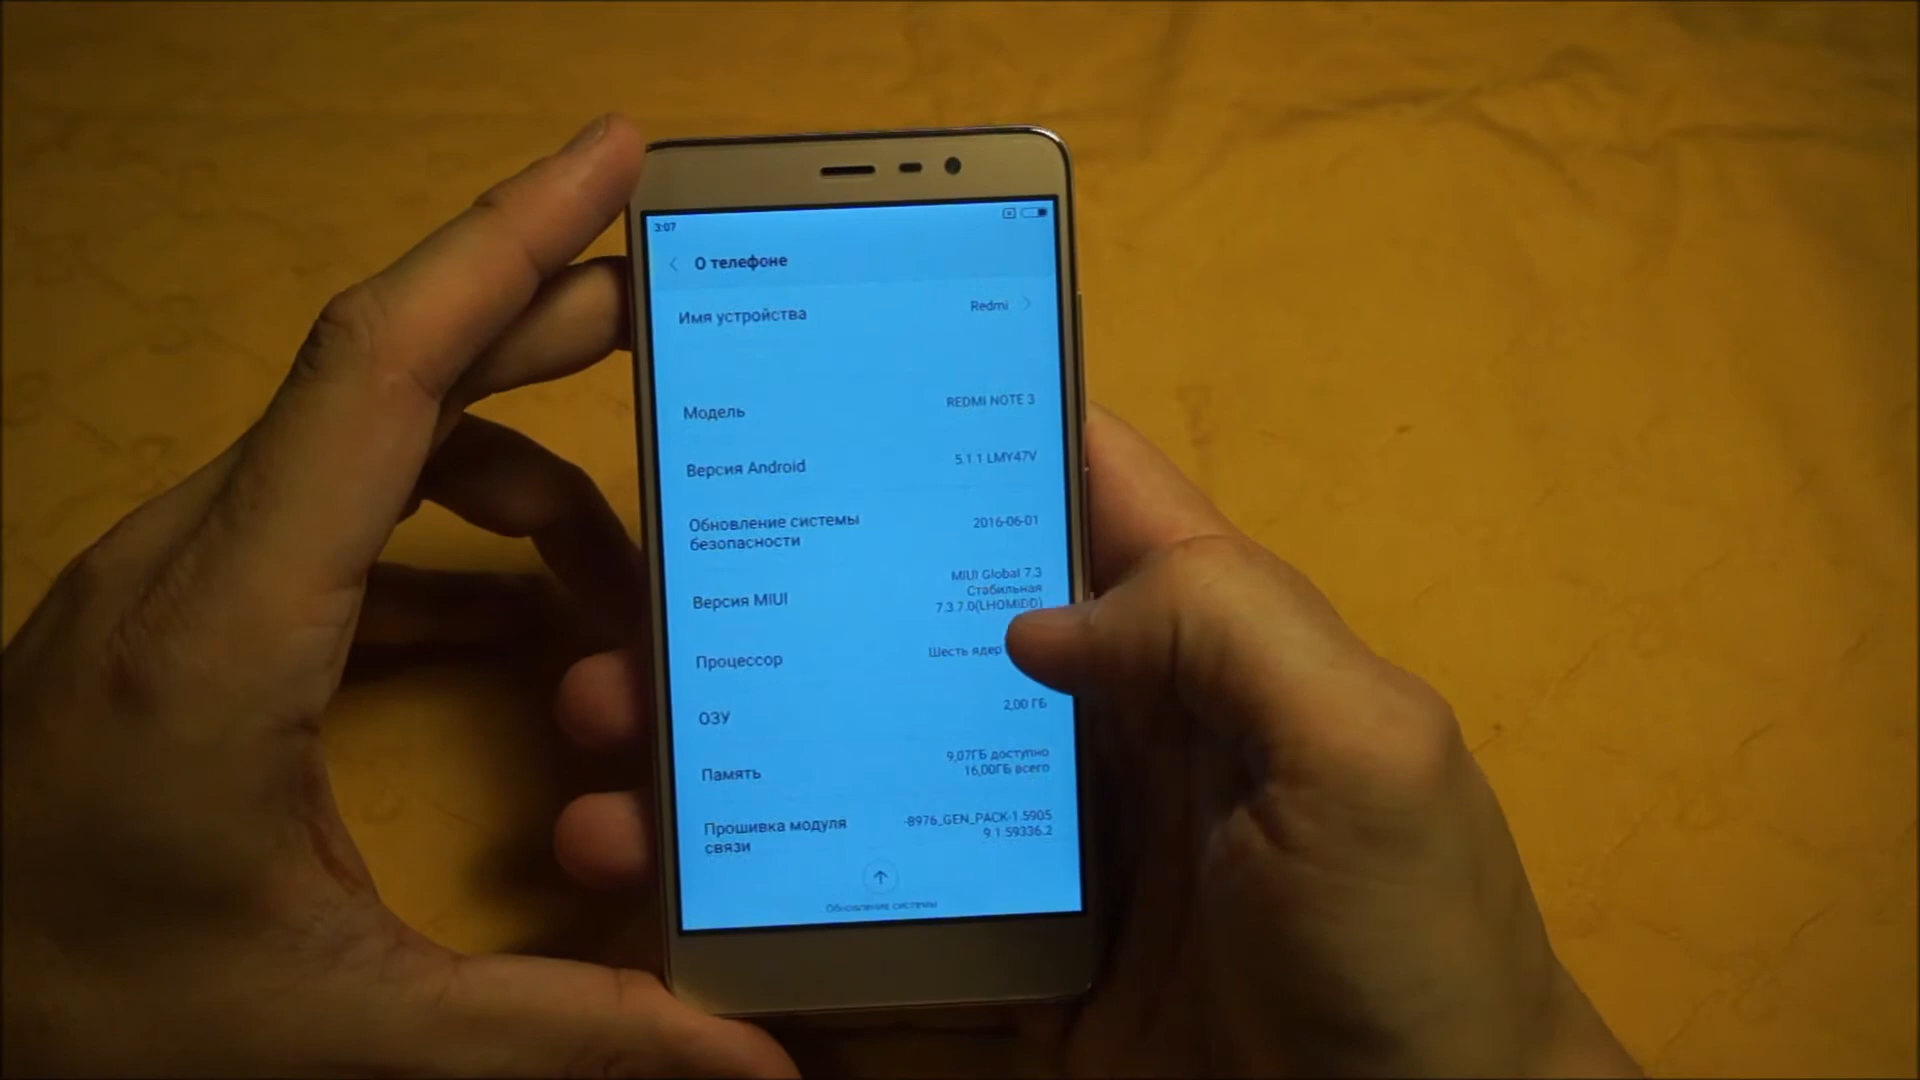 3:07
О телефоне
Имя устройства
Redmi
Модель
REDMI NOTE 3
Версия Android
5.1.1 LMY47V
Обновление системы
безопасности
2016-06-01
Версия MIUI
MIUI Global 7.3
Стабильная
7.3.7.0(LHOMIDD)
Процессор
Шесть ядер
ОЗУ
2,00 ГБ
Память
9,07ГБ доступно
16,00ГБ всего
Прошивка модуля
связи
-8976_GEN_PACK-1.5905
9.1.59336.2
Обновление системы